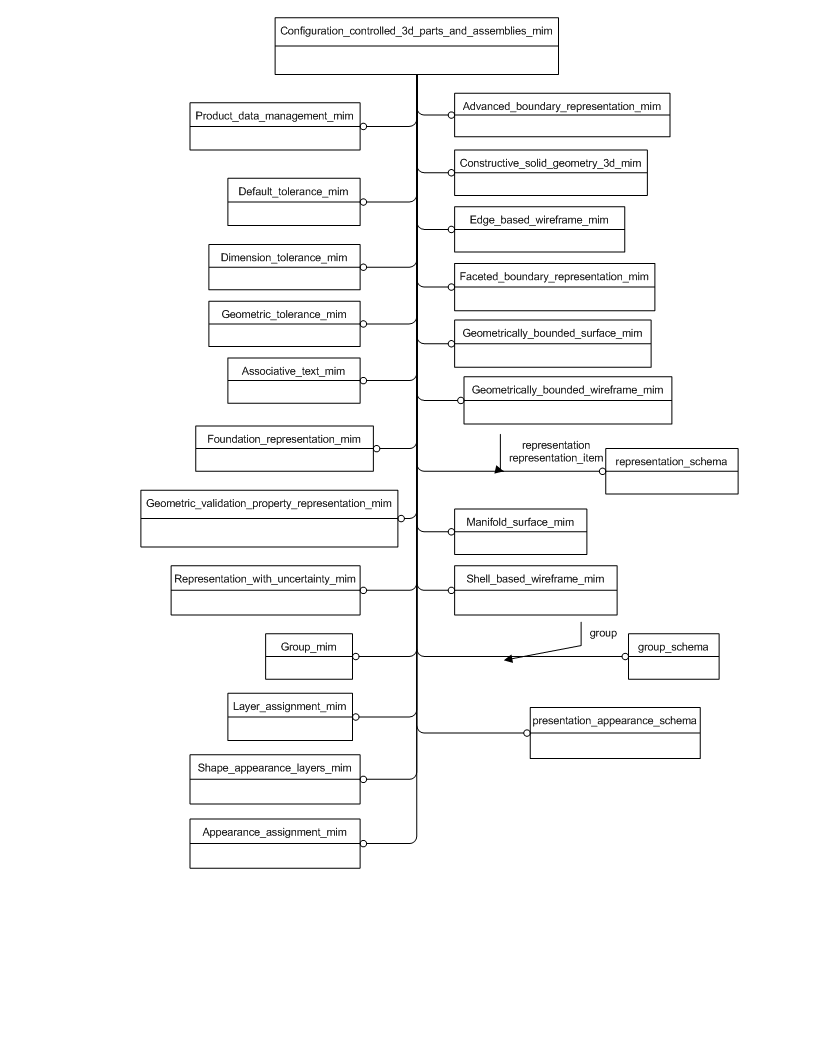 Configuration_controlled_3d_parts_and_assemblies_mim
Product_data_management_mim
Advanced_boundary_representation_mim
Constructive_solid_geometry_3d_mim
Default_tolerance_mim
Edge_based_wireframe_mim
Dimension_tolerance_mim
Faceted_boundary_representation_mim
Geometric_tolerance_mim
Geometrically_bounded_surface_mim
Associative_text_mim
Geometrically_bounded_wireframe_mim
Foundation_representation_mim
representation
representation_item
representation_schema
Geometric_validation_property_representation_mim
Manifold_surface_mim
Representation_with_uncertainty_mim
Shell_based_wireframe_mim
group
Group_mim
group_schema
Layer_assignment_mim
presentation_appearance_schema
Shape_appearance_layers_mim
Appearance_assignment_mim